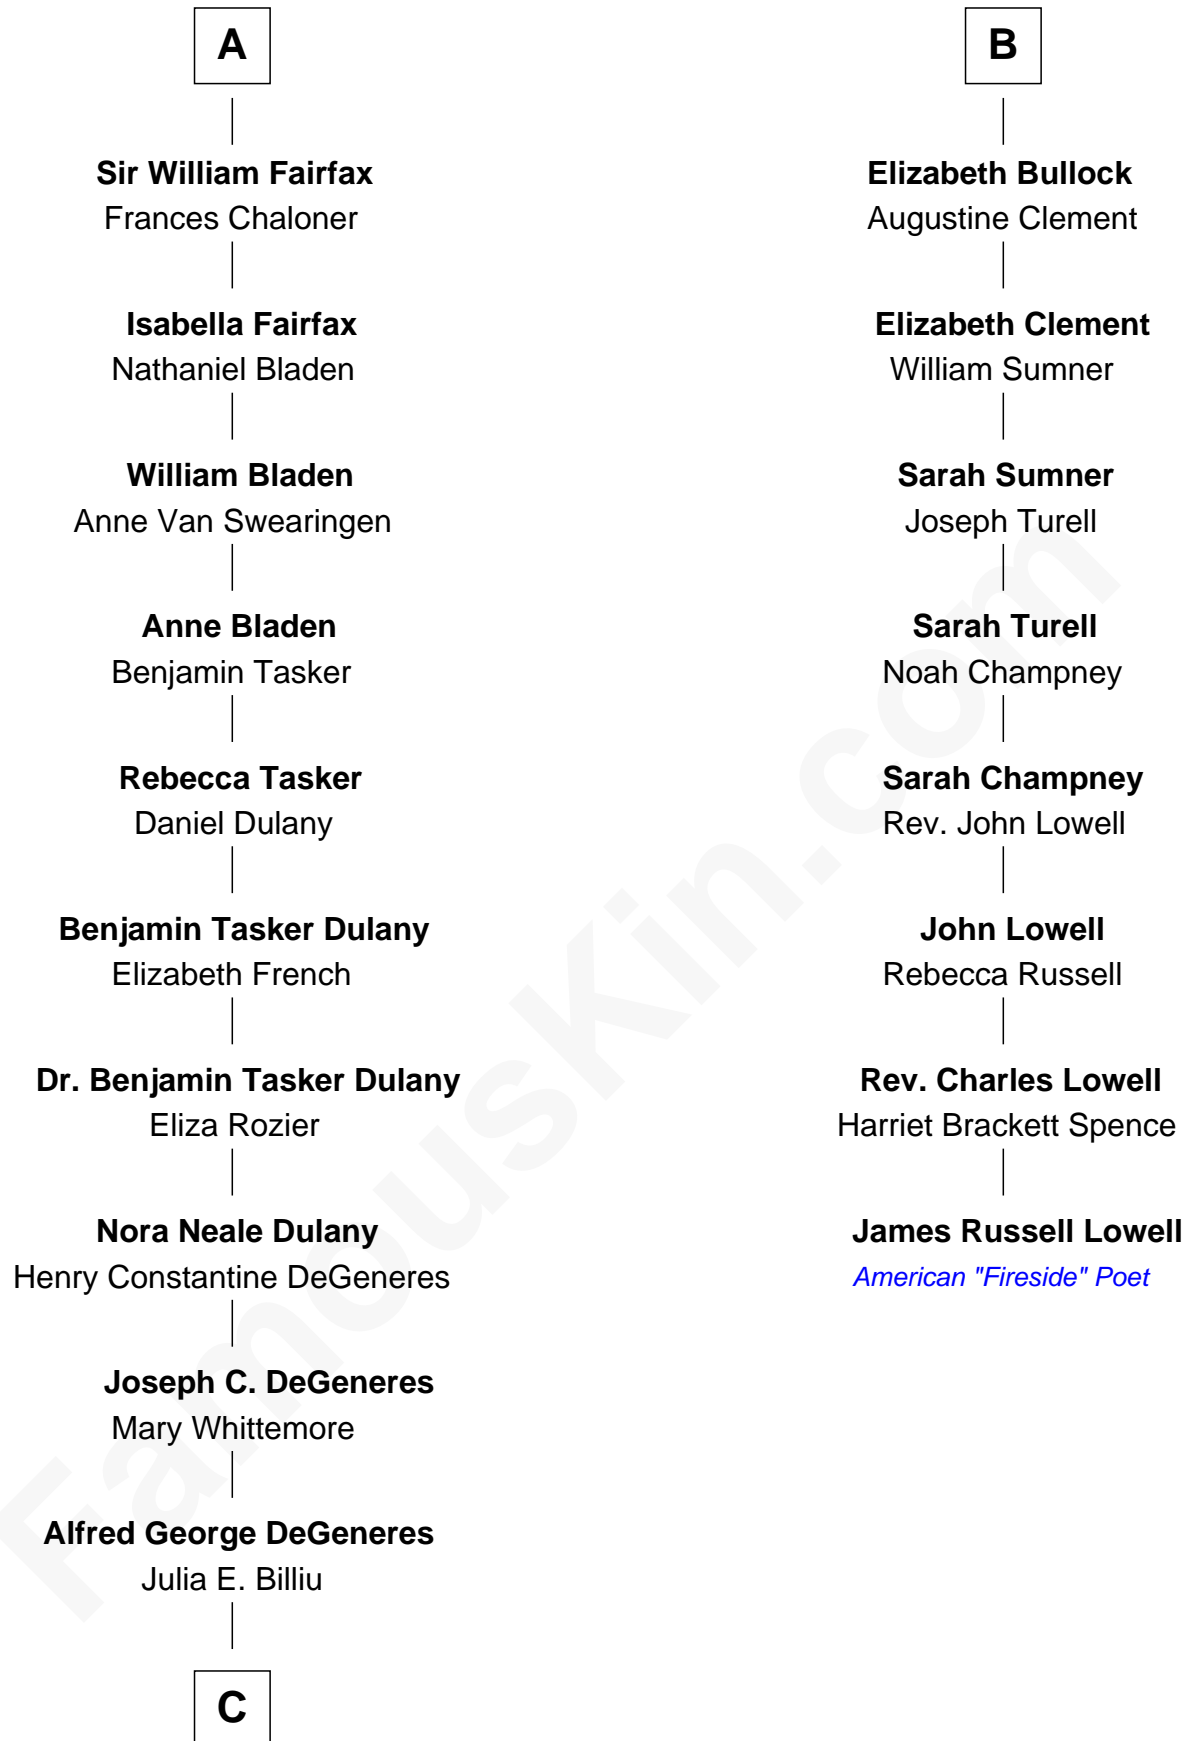 A
Sir William Fairfax
Frances Chaloner
Isabella Fairfax
Nathaniel Bladen
William Bladen
Anne Van Swearingen
Anne Bladen
Benjamin Tasker
Rebecca Tasker
Daniel Dulany
Benjamin Tasker Dulany
Elizabeth French
Dr. Benjamin Tasker Dulany
Eliza Rozier
Nora Neale Dulany
Henry Constantine DeGeneres
Joseph C. DeGeneres
Mary Whittemore
Alfred George DeGeneres
Julia E. Billiu
C
B
Elizabeth Bullock
Augustine Clement
Elizabeth Clement
William Sumner
Sarah Sumner
Joseph Turell
Sarah Turell
Noah Champney
Sarah Champney
Rev. John Lowell
John Lowell
Rebecca Russell
Rev. Charles Lowell
Harriet Brackett Spence
James Russell Lowell
American "Fireside" Poet
FamousKin.com